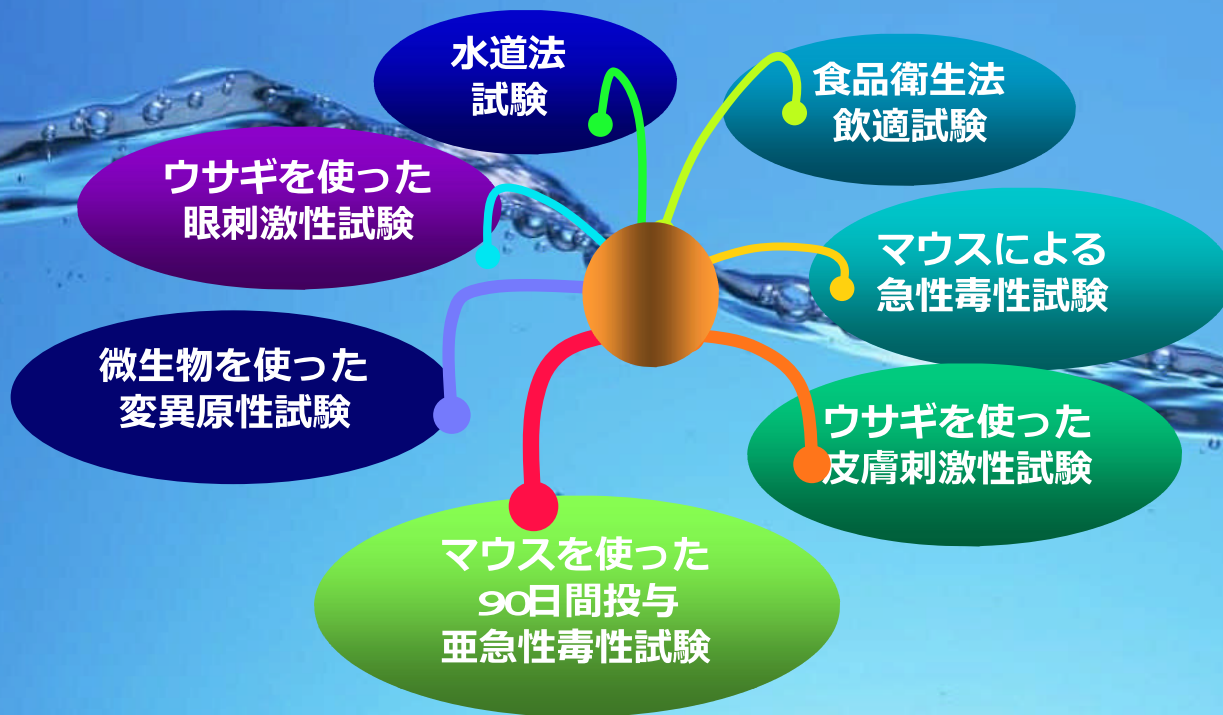 水道法
試験
食品衛生法
飲適試験
ウサギを使った
眼刺激性試験
マウスによる
急性毒性試験
微生物を使った
変異原性試験
ウサギを使った
皮膚刺激性試験
マウスを使った
90日間投与
亜急性毒性試験